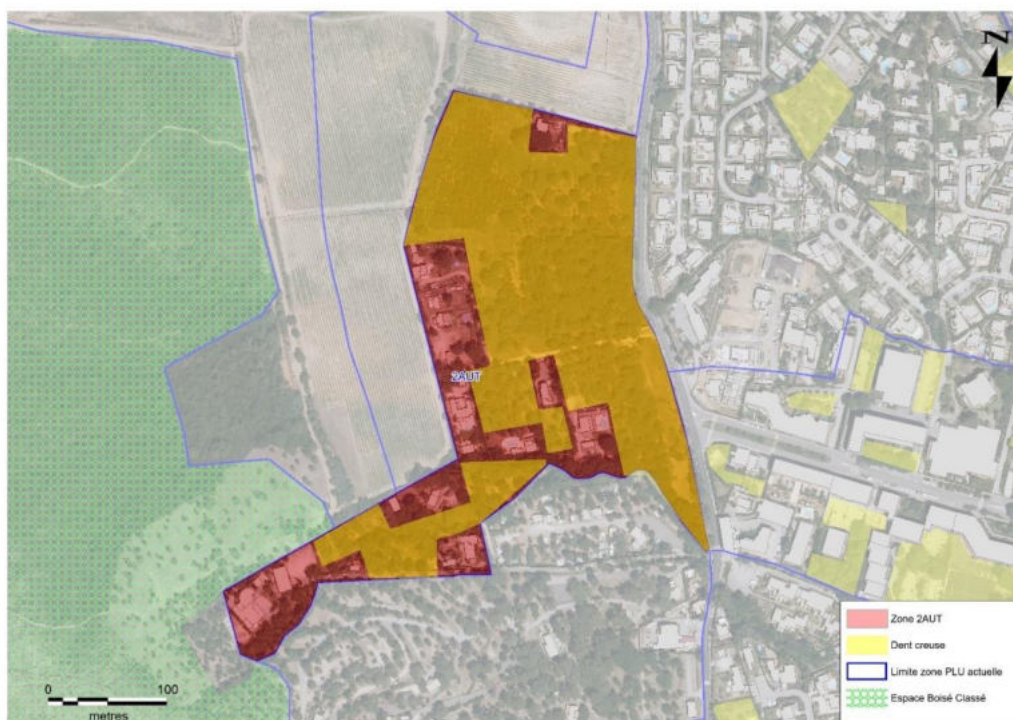 N
2AUT
0 100
metres
Zone 2AUT
Dent creuse
Limite zone PLU actuelle
Espace Boisé Classé